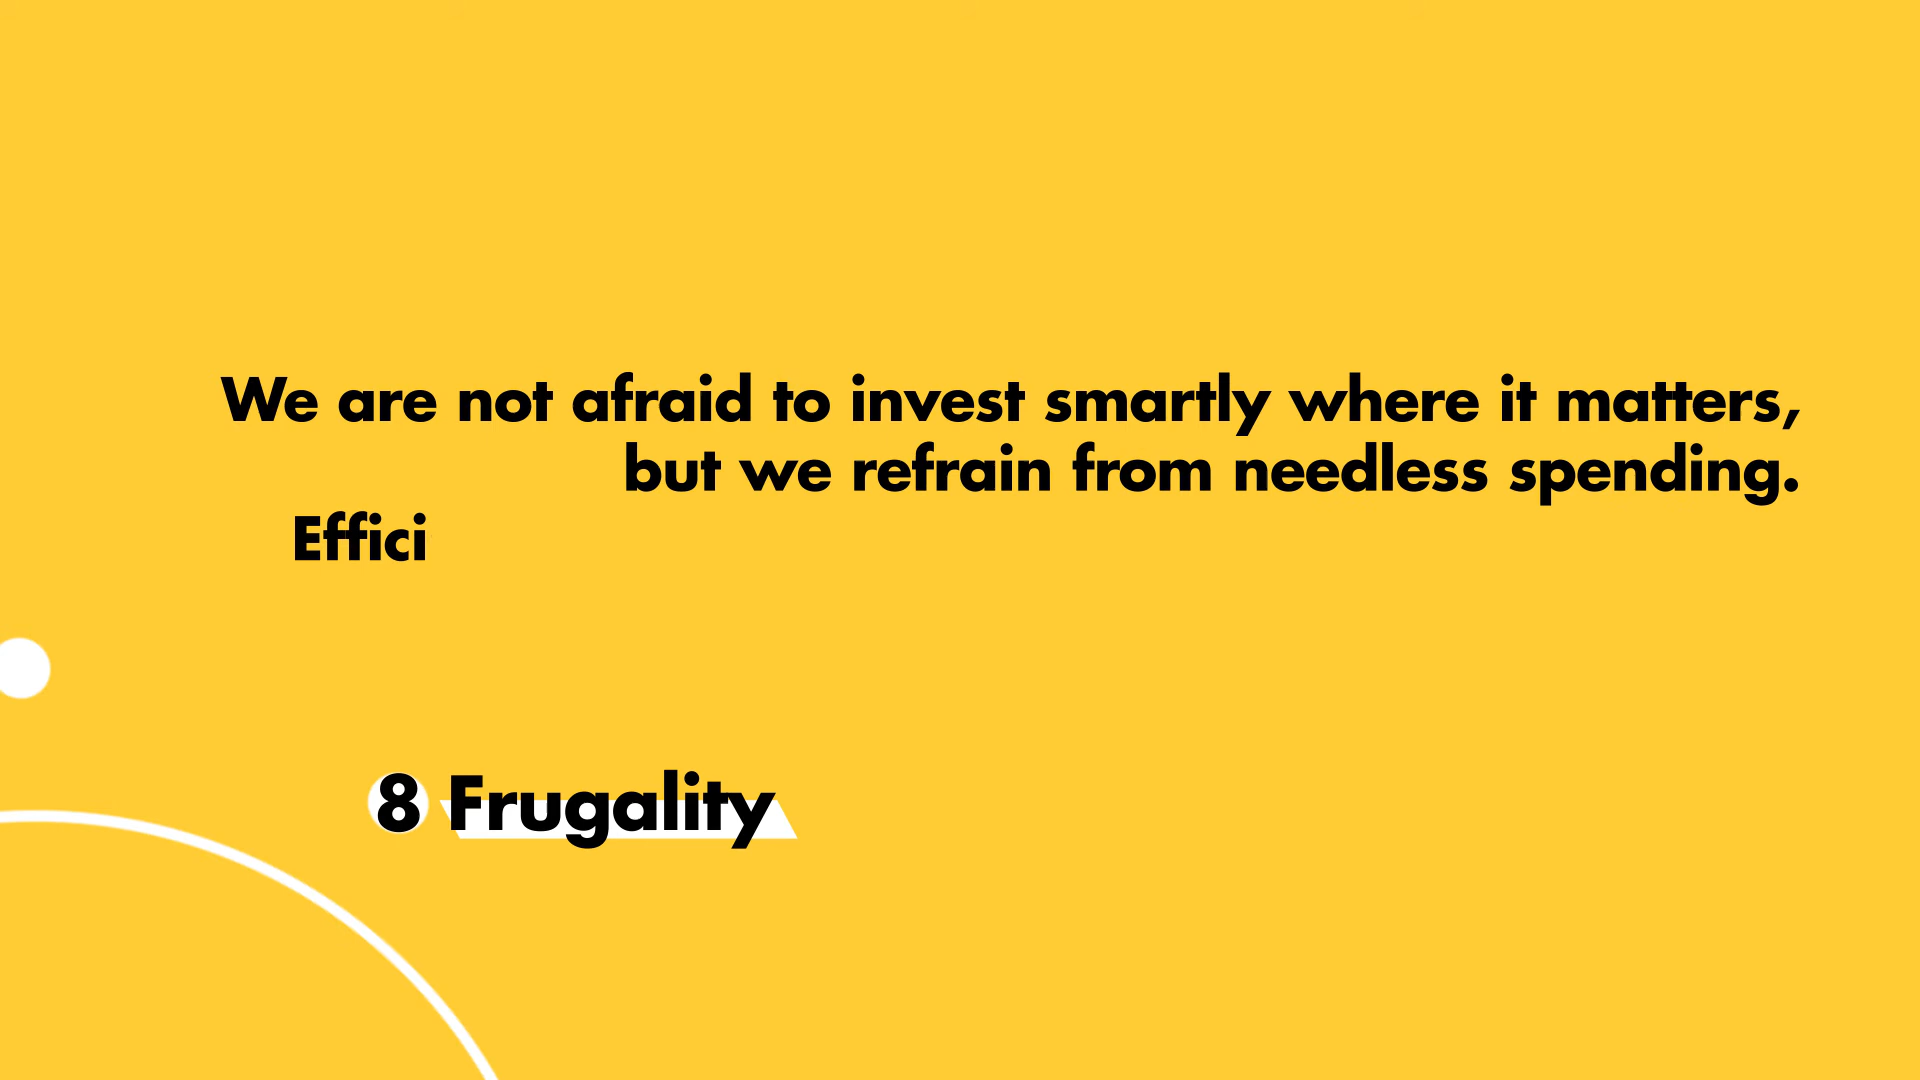 We are not afraid to invest smartly where it matters,
but we refrain from needless spending.
Effici
8 Frugality